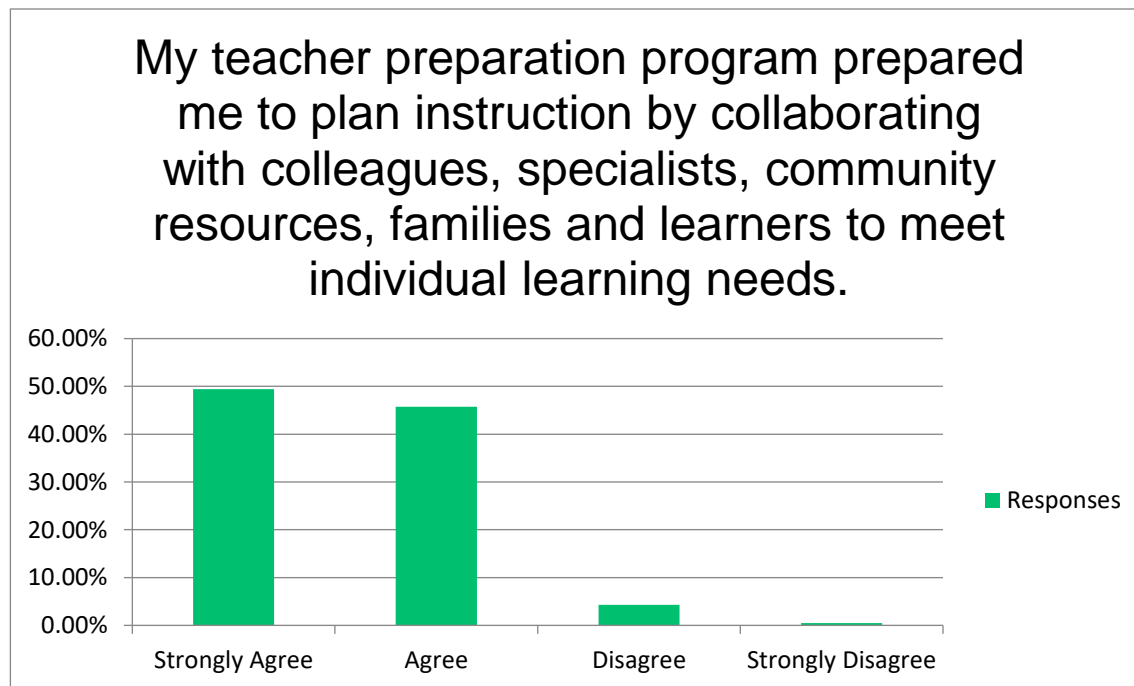 My teacher preparation program prepared
me to plan instruction by collaborating
with colleagues, specialists, community
resources, families and learners to meet
individual learning needs.
60.00%
50.00%
40.00%
30.00%
20.00%
10.00%
0.00%
Strongly Agree Agree Disagree Strongly Disagree
Responses